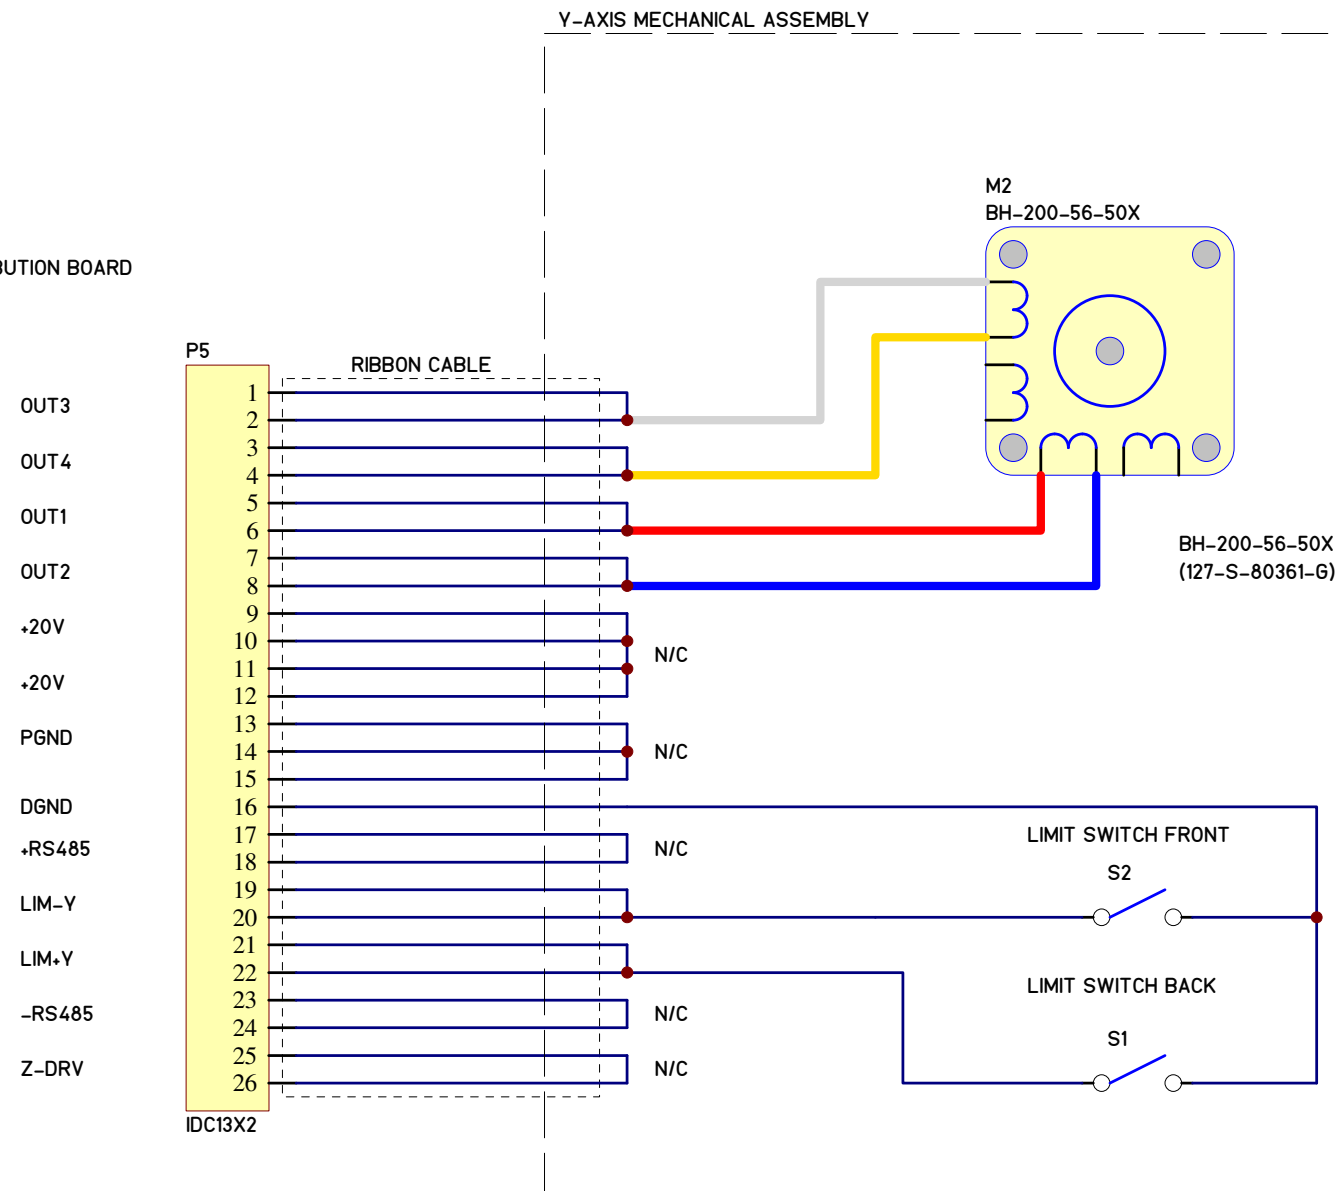 Y-AXIS MECHANICAL ASSEMBLY
M2
BH-200-56-50X
BUTION BOARD
P5
RIBBON CABLE
1
OUT3
2
3
OUT4
4
5
OUT1
6
BH-200-56-50X
(127-S-80361-G)
7
OUT2
8
9
+20V
10
N/C
11
+20V
12
13
PGND
14
N/C
15
DGND
16
17
LIMIT SWITCH FRONT
+RS485
N/C
18
S2
19
LIM-Y
20
21
LIM+Y
22
LIMIT SWITCH BACK
23
-RS485
N/C
24
S1
25
Z-DRV
N/C
26
IDC13X2